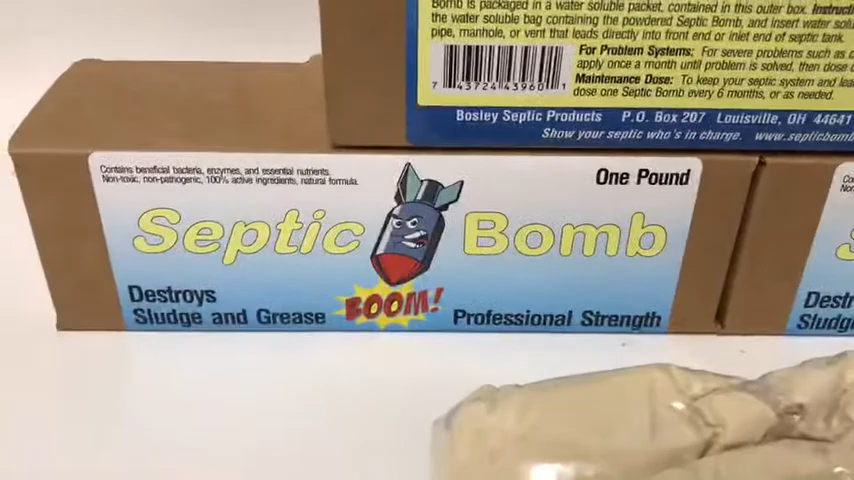 Bomb is packaged in a water soluble packet, contained in this outer box.
the water soluble bag containing the powdered Septic Bomb, and insert water
pipe, manhole, or vent that leads directly into front end or inlet end of septic tank.
For Problem Systems: For severe problems such as
apply once a month until problem is solved, then dose
Maintenance Dose: To keep your septic system and
dose one Septic Bomb every 6 months, or as needed.
7 43724 43960
Bosley Septic Products P.O. Box 207 Louisville, OH 44641
Show your septic who's in charge. www.septicbomb
Contains beneficial bacteria, enzymes, and essential nutrients.
Non-toxic, non-pathogenic, 100% active ingredients, natural formula.
One Pound
Septic Bomb
Destroys
Sludge and Grease
BOOM!
Professional Strength
Destroys
Sludge